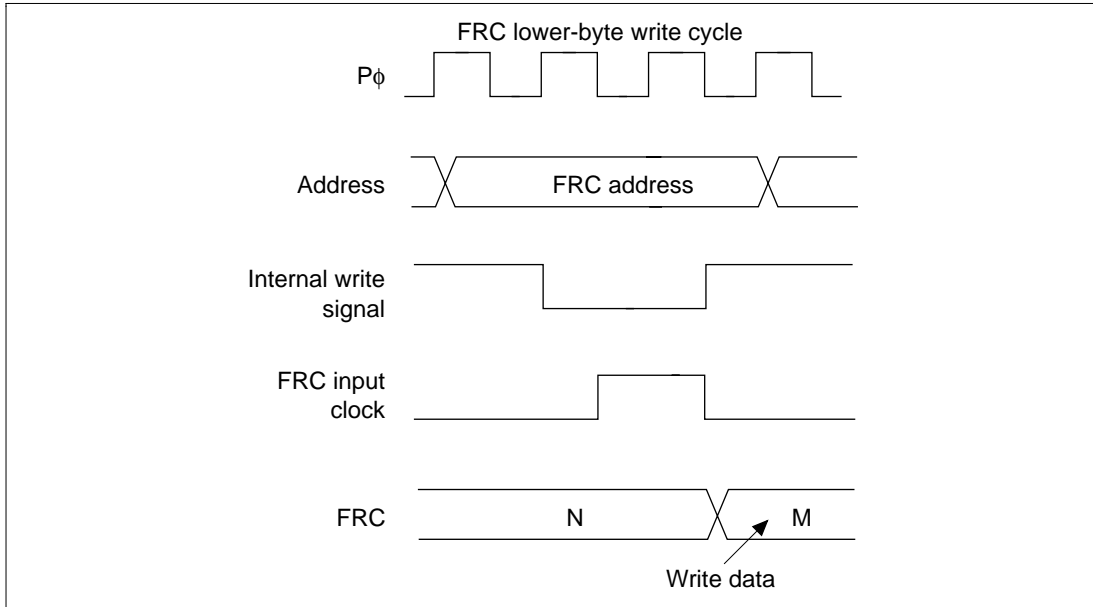 FRC lower-byte write cycle
Pϕ
Address
FRC address
Internal write
signal
FRC input
clock
FRC
N
M
Write data